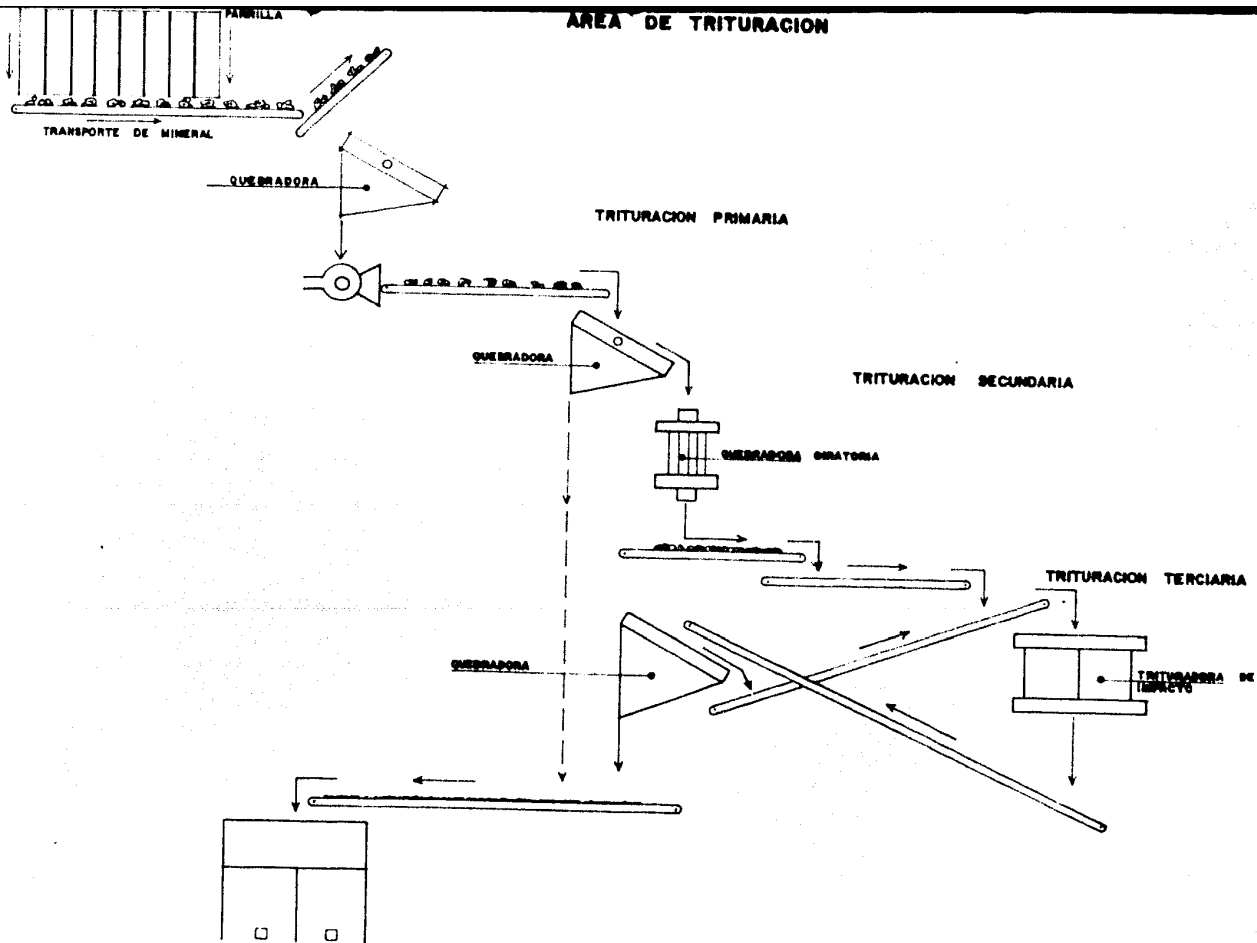 PARRILLA
AREA DE TRITURACION
TRANSPORTE DE MINERAL
QUEBRADORA
TRITURACION PRIMARIA
QUEBRADORA
TRITURACION SECUNDARIA
QUEBRADORA GIRATORIA
TRITURACION TERCIARIA
QUEBRADORA
TRITURADORA DE
IMPACTO